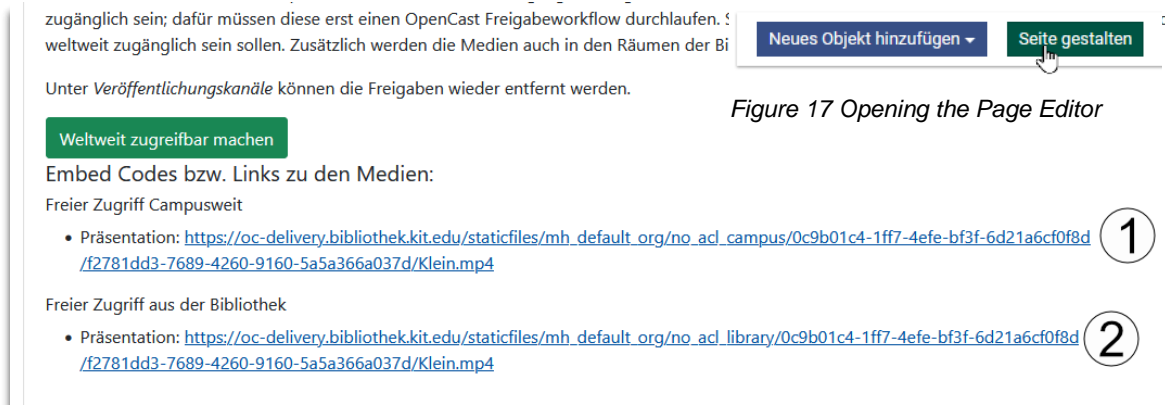 zugänglich sein; dafür müssen diese erst einen OpenCast Freigabeworkflow durchlaufen.
weltweit zugänglich sein sollen. Zusätzlich werden die Medien auch in den Räumen der
Unter Veröffentlichungskanäle können die Freigaben wieder entfernt werden.
Neues Objekt hinzufügen
Seite gestalten
Figure 17 Opening the Page Editor
Weltweit zugreifbar machen
Embed Codes bzw. Links zu den Medien:
Freier Zugriff Campusweit
• Präsentation: https://oc-delivery.bibliothek.kit.edu/staticfiles/mh_default_org/no_acl_campus/0c9b01c4-1ff7-4efe-bf3f-6d21a6cf0f8d
/f2781dd3-7689-4260-9160-5a5a366a037d/Klein.mp4
1
Freier Zugriff aus der Bibliothek
• Präsentation: https://oc-delivery.bibliothek.kit.edu/staticfiles/mh_default_org/no_acl_library/0c9b01c4-1ff7-4efe-bf3f-6d21a6cf0f8d
/f2781dd3-7689-4260-9160-5a5a366a037d/Klein.mp4
2